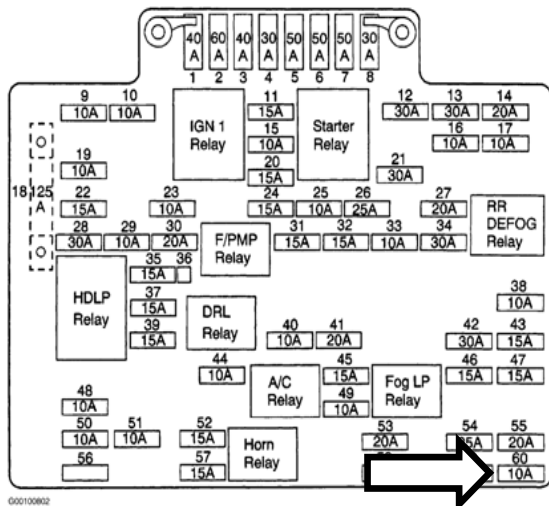 40 60 40 30 50 50 50 30
A A A A A A A A
1 2 3 4 5 6 7 8
9 10 11 12 13 14
10A 10A 15A 30A 30A 20A
IGN 1 Relay
Starter Relay
15 16 17
10A 10A 10A
19 20 21
10A 15A 30A
18 125 A
22 23 24 25 26 27
15A 10A 15A 10A 25A 20A
RR DEFOG Relay
28 29 30 31 32 33 34
30A 10A 20A 15A 15A 10A 30A
F/PMP Relay
35 36
15A
HDLP Relay
37
15A
DRL Relay
38
10A
39 40 41 42 43
15A 10A 20A 30A 15A
44 45 46 47
10A 15A 15A 15A
A/C Relay
Fog LP Relay
48 49
10A 10A
50 51 52 53 54 55
10A 10A 15A 20A 20A
Horn Relay
56 57 60
15A 10A
G00100802